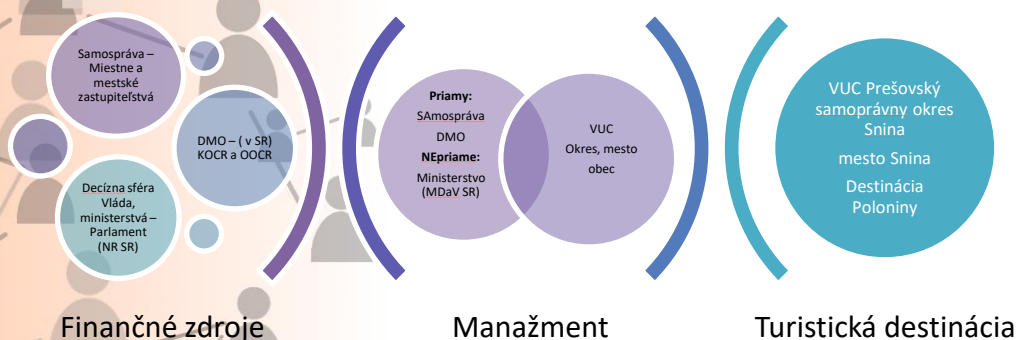 Samospráva –
Miestne a
mestské
zastupiteľstvá
DMO – ( v SR)
KOCR a OOCR
Decízna sféra
Vláda,
ministerstvá –
Parlament
(NR SR)
Finančné zdroje
Priamy:
SAmospráva
DMO
NEpriame:
Ministerstvo
(MDaV SR)
VUC
Okres, mesto
obec
Manažment
VUC Prešovský
samoprávny okres
Snina
mesto Snina
Destinácia
Poloniny
Turistická destinácia